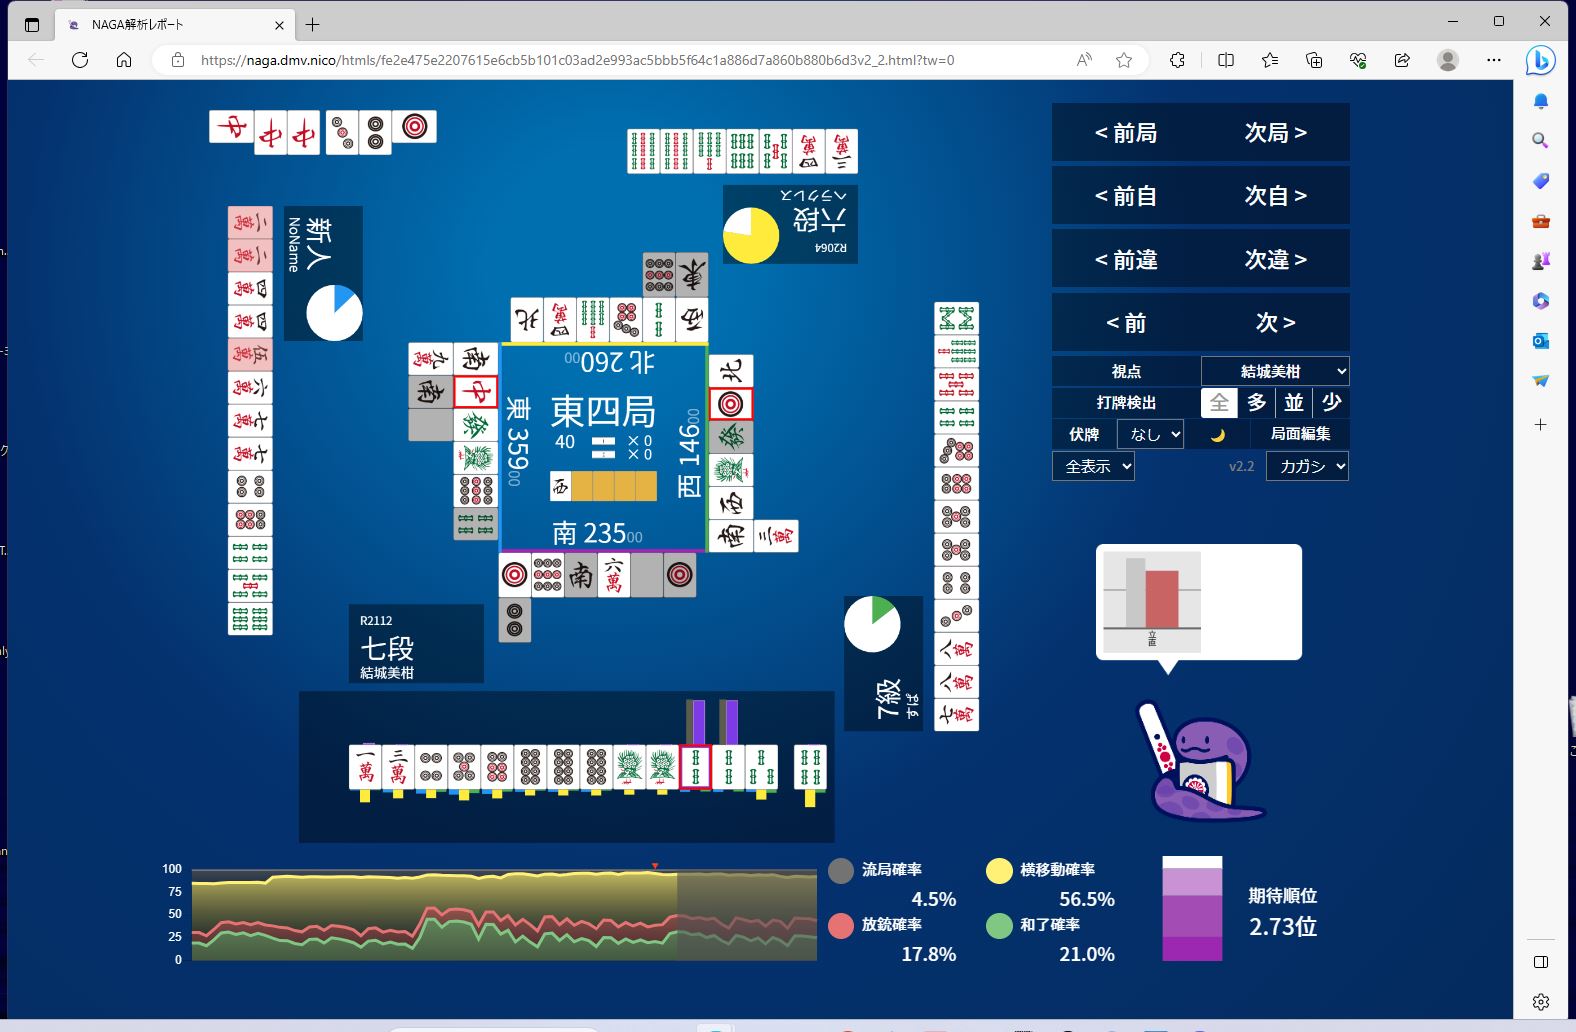 NAGA解析レポート
https://naga.dmv.nico/htmls/fe2e475e2207615e6cb5b101c03ad2e993ac5bbb5f64c1a886d7a860b880b6d3v2_2.html?tw=0
< 前局 次局 >
< 前自 次自 >
< 前違 次違 >
< 前 次 >
視点 結城美柑
打牌検出 全 多 並 少
伏牌 なし 局面編集
全表示 v2.2 カガシ
新人
NoName
R2064
六段
ヘラクレス
北 26000
東 35900
東四局
40 × 0
× 0
西 14600
南 23500
R2112
七段
結城美柑
7級
すぱ
立直
100
75
50
25
0
流局確率
4.5%
横移動確率
56.5%
放銃確率
17.8%
和了確率
21.0%
期待順位
2.73位